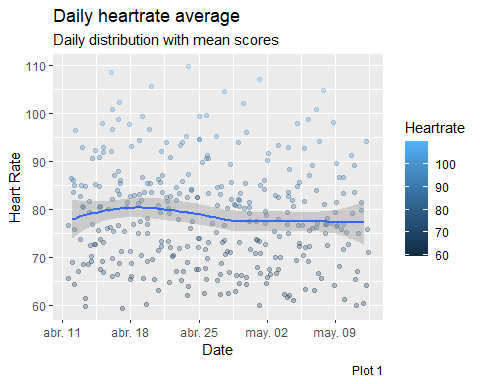 Daily heartrate average
Daily distribution with mean scores
110
100
90
80
70
60
Heart Rate
abr. 11 abr. 18 abr. 25 may. 02 may. 09
Date
Heartrate
100
90
80
70
60
Plot 1